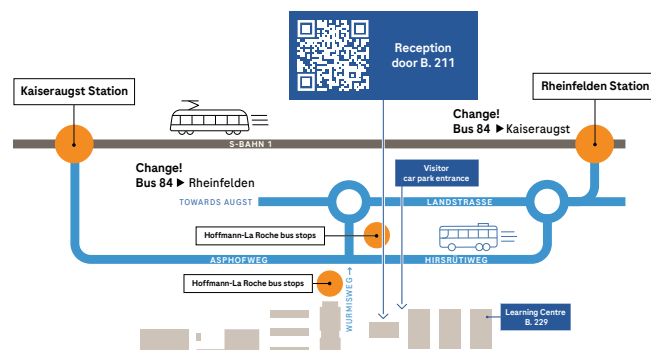 Reception
door B. 211
Kaiseraugst Station
Rheinfelden Station
Change!
Bus 84 ▶ Kaiseraugst
S-BAHN 1
Change!
Bus 84 ▶ Rheinfelden
Visitor
car park entrance
TOWARDS AUGST
LANDSTRASSE
Hoffmann-La Roche bus stops
ASPHOFWEG
HIRSRÜTIWEG
Hoffmann-La Roche bus stops
WURMISWEG →
Learning Centre
B. 229